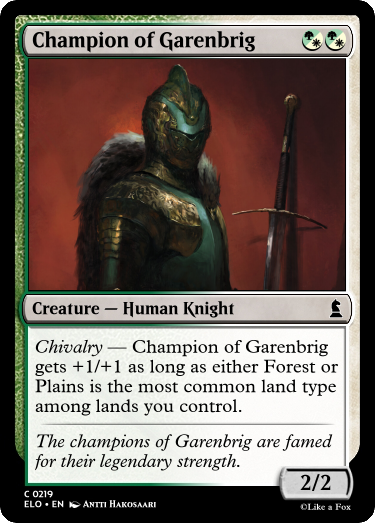 Champion of Garenbrig
Creature — Human Knight
Chivalry — Champion of Garenbrig
gets +1/+1 as long as either Forest or
Plains is the most common land type
among lands you control.
The champions of Garenbrig are famed
for their legendary strength.
2/2
C 0219
ELO • EN Antti Hakosaari
©Like a Fox